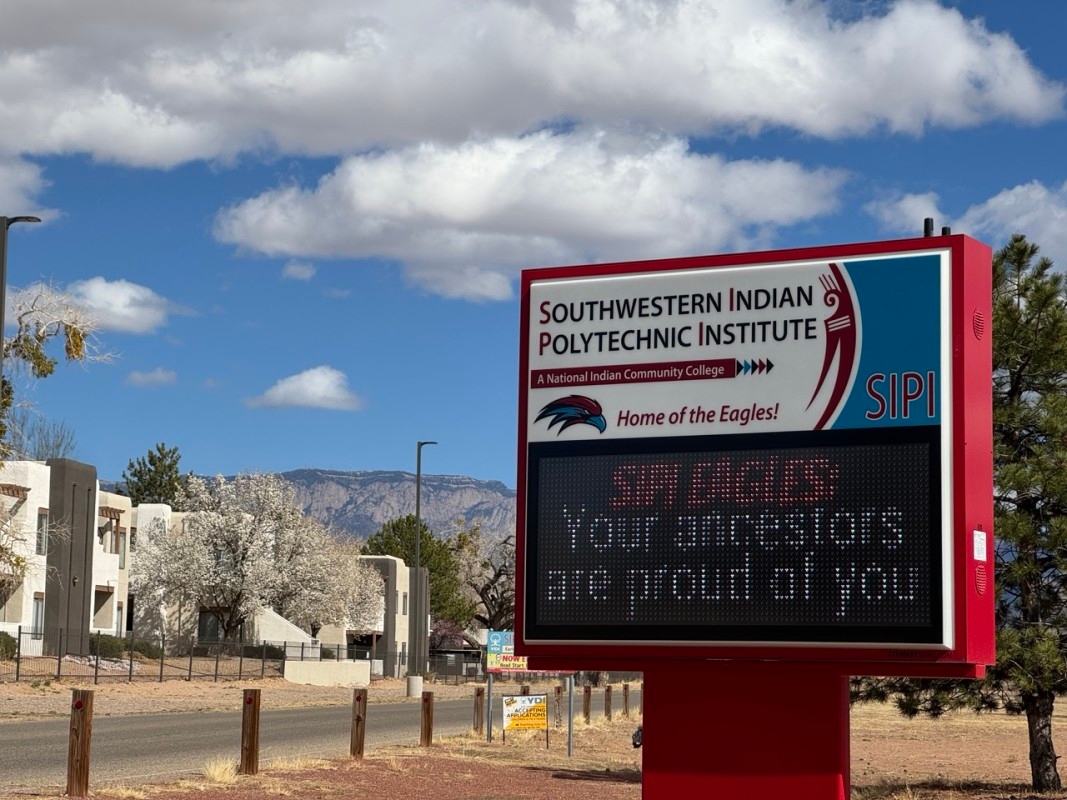 SOUTHWESTERN INDIAN
POLYTECHNIC INSTITUTE
A National Indian Community College
Home of the Eagles!
SIPI
SIPI EAGLES:
Your ancestors
are proud of you
YDI
ACCEPTING
APPLICATIONS